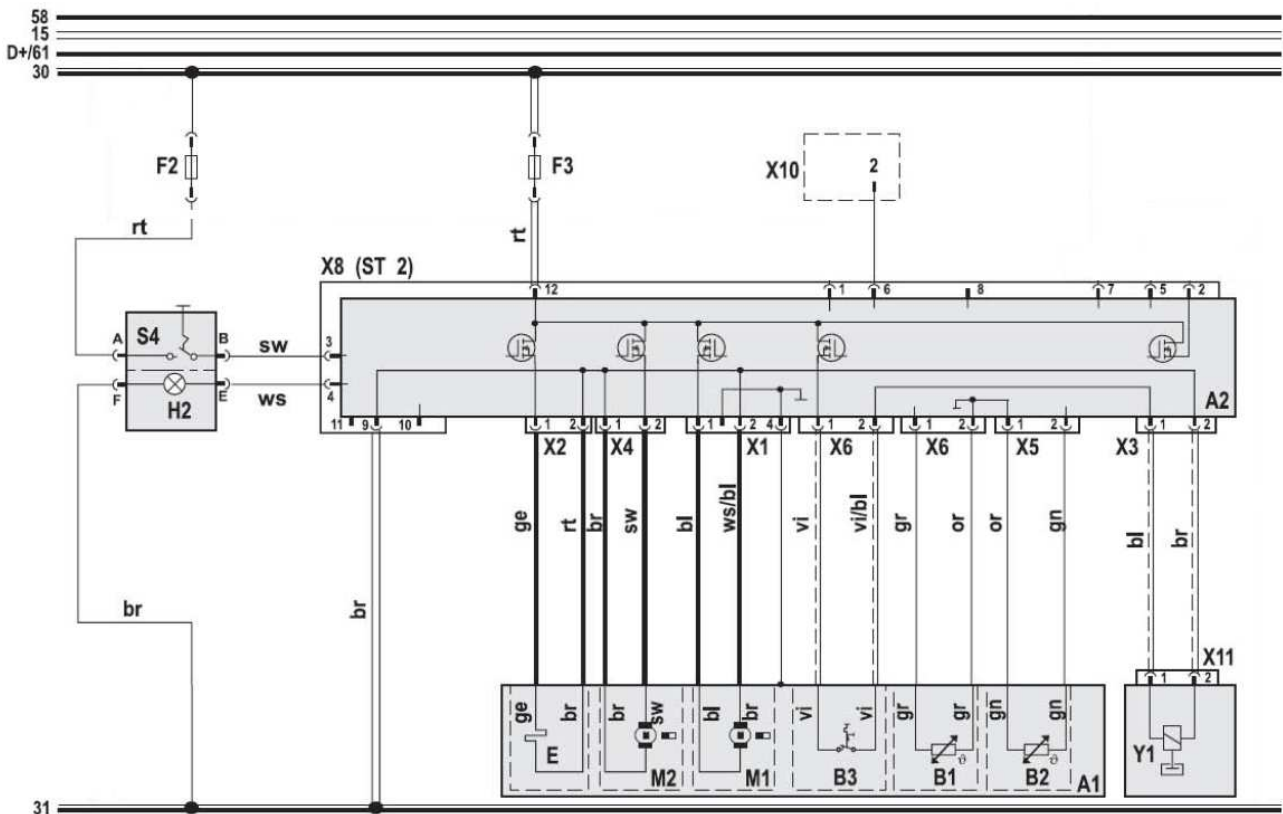 58
15
D+/61
30
F2
F3
X10
2
rt
rt
X8 (ST 2)
12
1
6
8
7
5
2
A
S4
B
sw
3
F
H2
E
ws
4
A2
11
9
10
1
2
1
2
1
2
4
1
2
1
2
1
2
1
2
X2
X4
X1
X6
X6
X5
X3
ge
rt
br
sw
bl
ws/bl
vi
vi/bl
gr
or
or
gn
bl
br
br
br
X11
1
2
ge
br
br
sw
bl
br
vi
vi
gr
gr
gn
gn
E
M2
M1
B3
ϑ
B1
ϑ
B2
A1
Y1
31